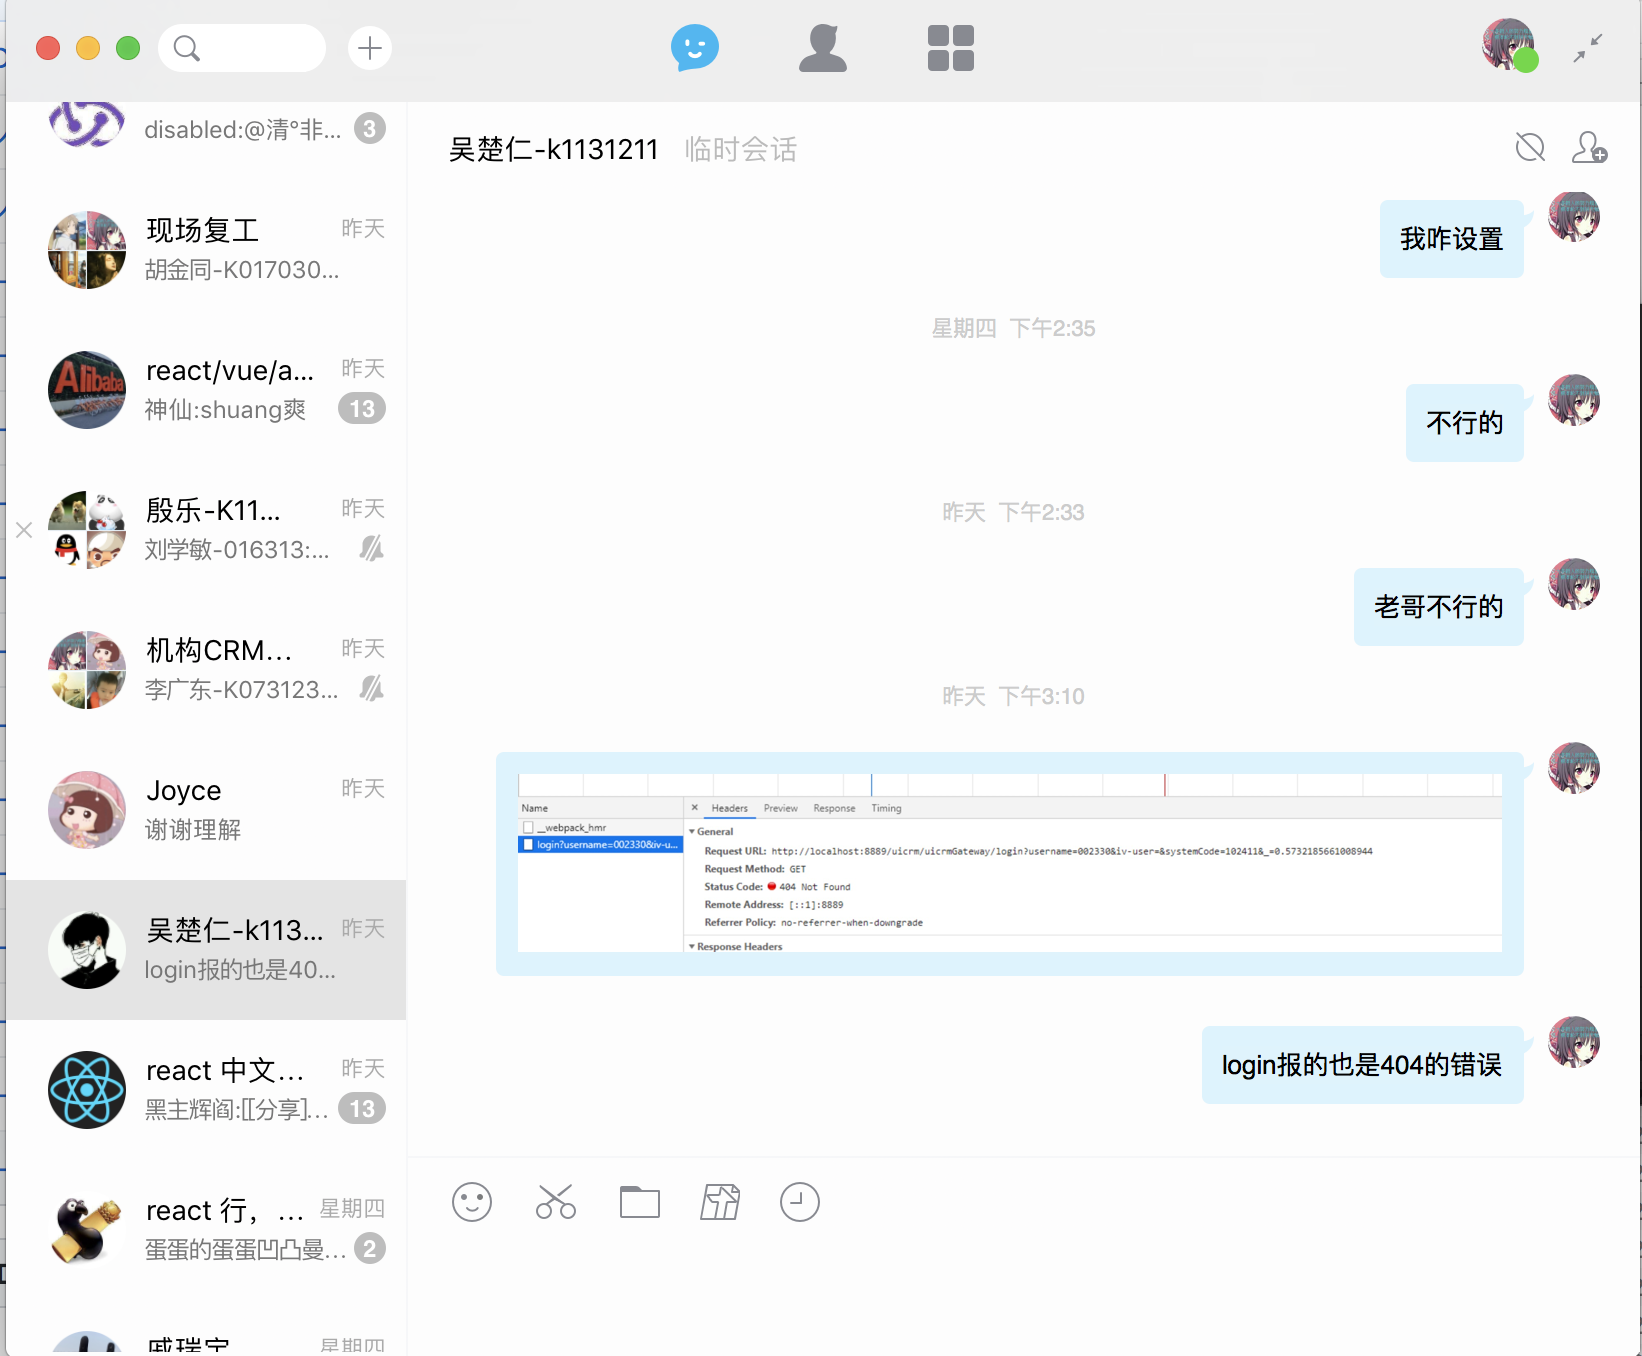 disabled:@清°非... 3
现场复工 昨天
胡金同-K017030...
react/vue/a... 昨天
神仙:shuang爽 13
殷乐-K11... 昨天
刘学敏-016313:...
机构CRM... 昨天
李广东-K073123...
Joyce 昨天
谢谢理解
吴楚仁-k113... 昨天
login报的也是40...
react 中文... 昨天
黑主辉阎:[[分享]... 13
react 行， ... 星期四
蛋蛋的蛋蛋凹凸曼... 2
戚瑞宝 星期四
吴楚仁-k1131211 临时会话
我咋设置
星期四 下午2:35
不行的
昨天 下午2:33
老哥不行的
昨天 下午3:10
Name
__webpack_hmr
login?username=002330&iv-u...
× Headers Preview Response Timing
General
Request URL: http://localhost:8889/uicrm/uicrmGateway/login?username=002330&iv-user=&systemCode=102411&_=0.5732185661008944
Request Method: GET
Status Code: 404 Not Found
Remote Address: [::1]:8889
Referrer Policy: no-referrer-when-downgrade
Response Headers
login报的也是404的错误